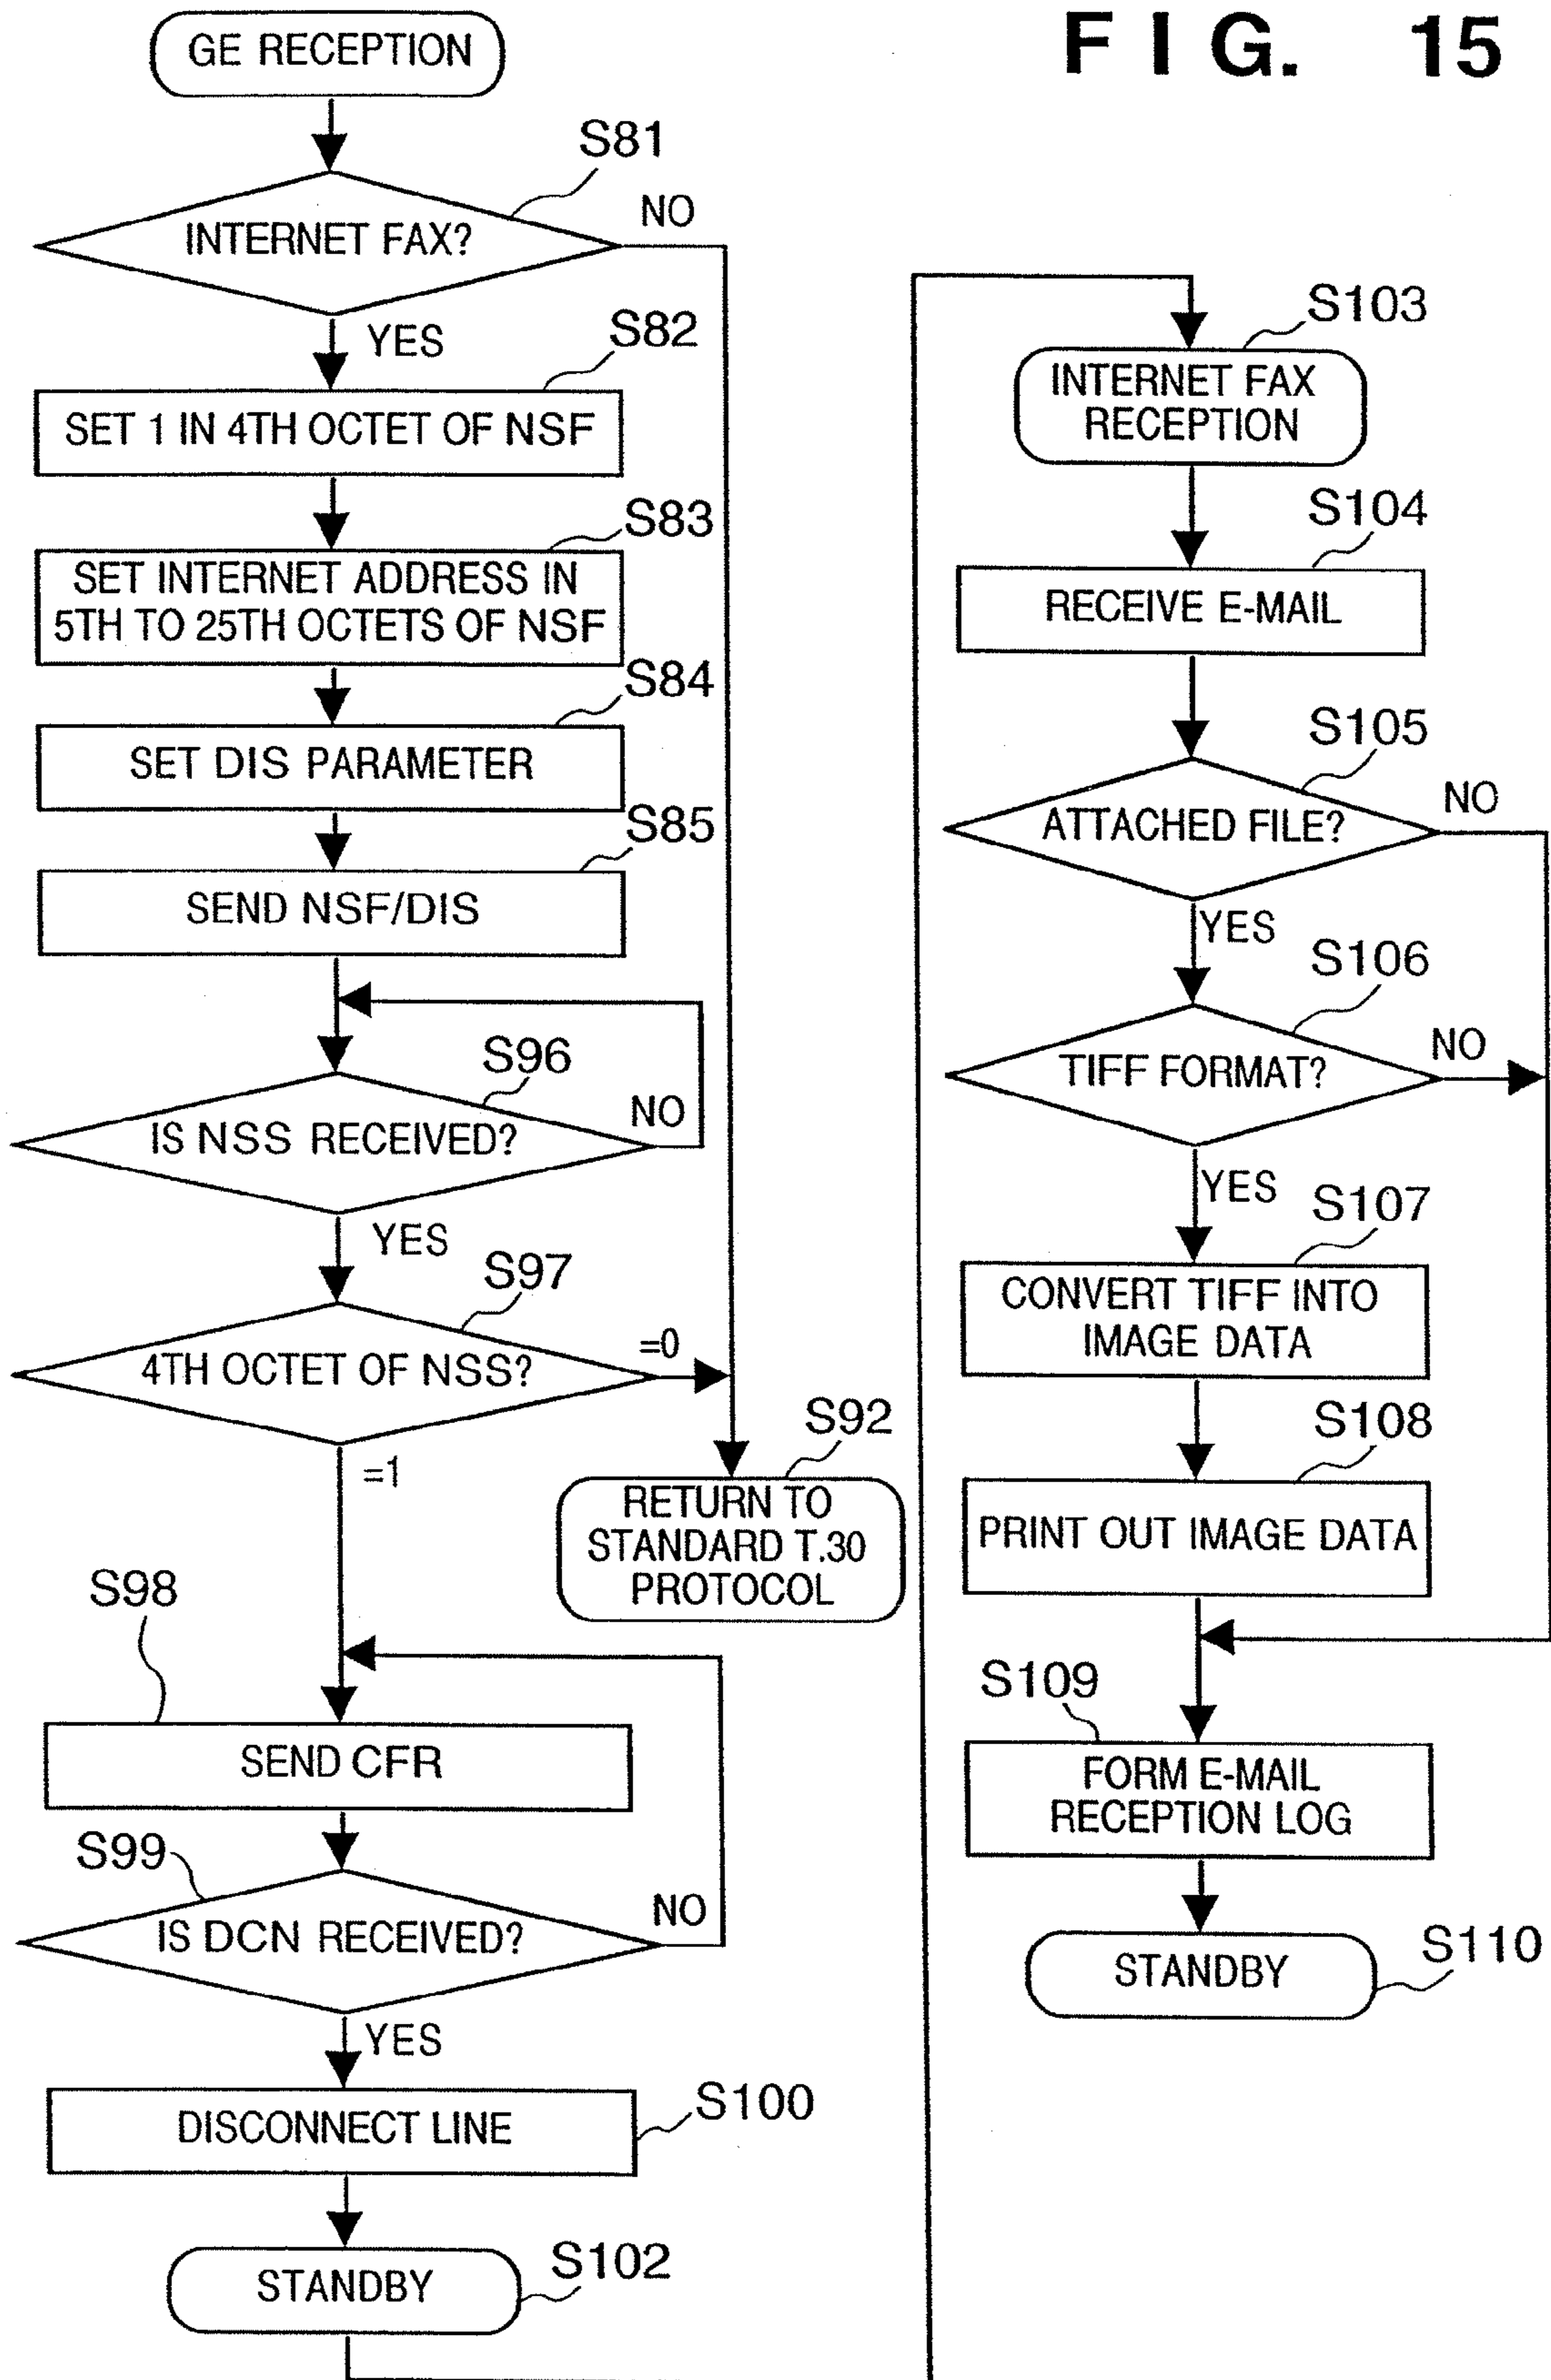 FIG. 15
GE RECEPTION
S81
INTERNET FAX?
NO
YES
S82
SET 1 IN 4TH OCTET OF NSF
S83
SET INTERNET ADDRESS IN
5TH TO 25TH OCTETS OF NSF
S84
SET DIS PARAMETER
S85
SEND NSF/DIS
S96
IS NSS RECEIVED?
NO
YES
S97
4TH OCTET OF NSS?
=0
=1
S92
RETURN TO
STANDARD T.30
PROTOCOL
S98
SEND CFR
S99
IS DCN RECEIVED?
NO
YES
S100
DISCONNECT LINE
S102
STANDBY
S103
INTERNET FAX
RECEPTION
S104
RECEIVE E-MAIL
S105
ATTACHED FILE?
NO
YES
S106
TIFF FORMAT?
NO
YES
S107
CONVERT TIFF INTO
IMAGE DATA
S108
PRINT OUT IMAGE DATA
S109
FORM E-MAIL
RECEPTION LOG
STANDBY
S110